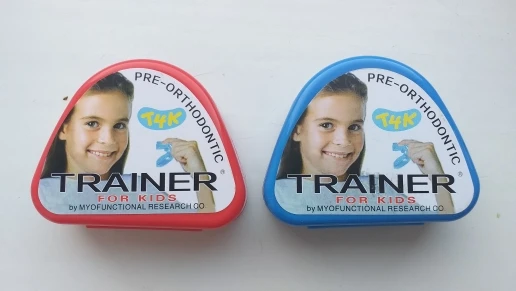 PRE-ORTHODONTIC
T4K
TRAINER®
FOR KIDS
by MYOFUNCTIONAL RESEARCH CO
PRE-ORTHODONTIC
T4K
TRAINER®
FOR KIDS
by MYOFUNCTIONAL RESEARCH CO